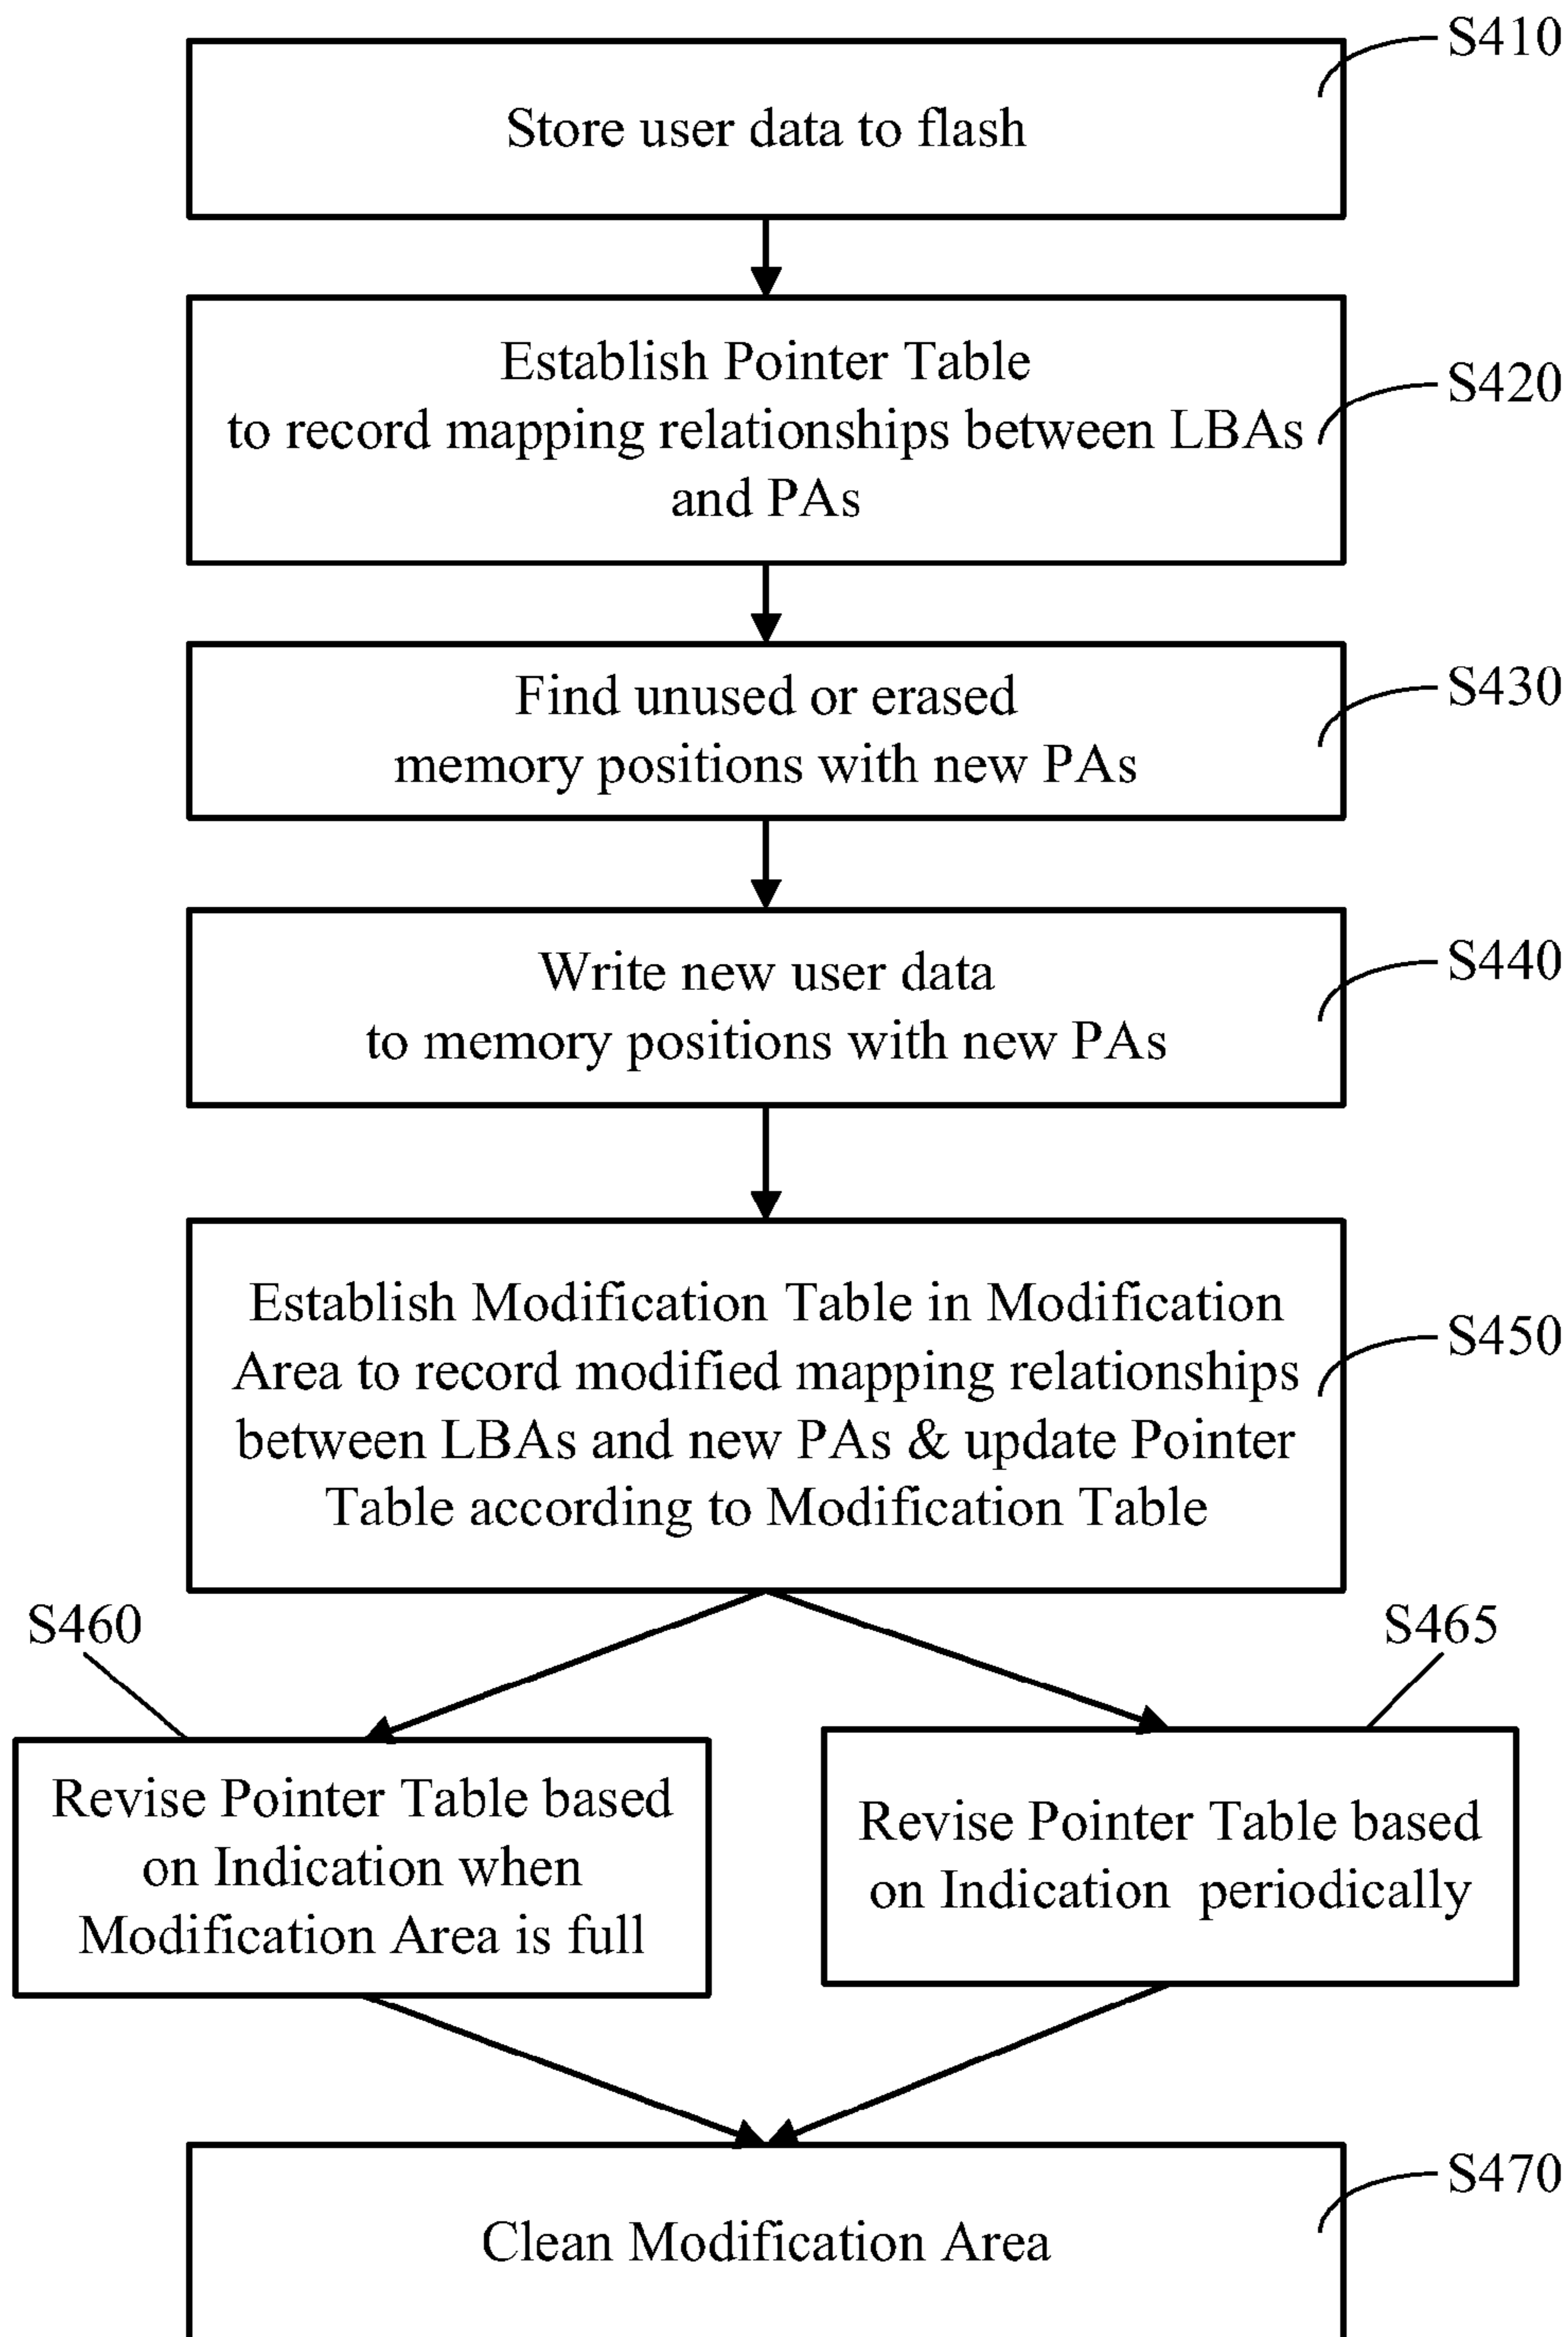 S410
Store user data to flash
Establish Pointer Table
to record mapping relationships between LBAs
and PAs
S420
Find unused or erased
memory positions with new PAs
S430
Write new user data
to memory positions with new PAs
S440
Establish Modification Table in Modification
Area to record modified mapping relationships
between LBAs and new PAs & update Pointer
Table according to Modification Table
S450
S460
S465
Revise Pointer Table based
on Indication when
Modification Area is full
Revise Pointer Table based
on Indication periodically
S470
Clean Modification Area